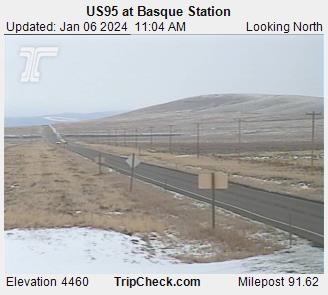 US95 at Basque Station
Updated: Jan 06 2024 11:04 AM Looking North
Elevation 4460 TripCheck.com Milepost 91.62